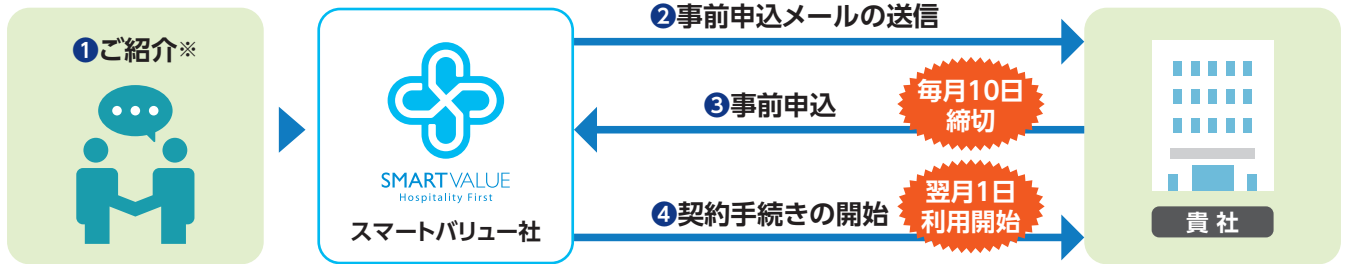 ❶ご紹介※
SMARTVALUE
Hospitality First
スマートバリュー社
❷事前申込メールの送信
❸事前申込
毎月10日
締切
❹契約手続きの開始
翌月1日
利用開始
貴社